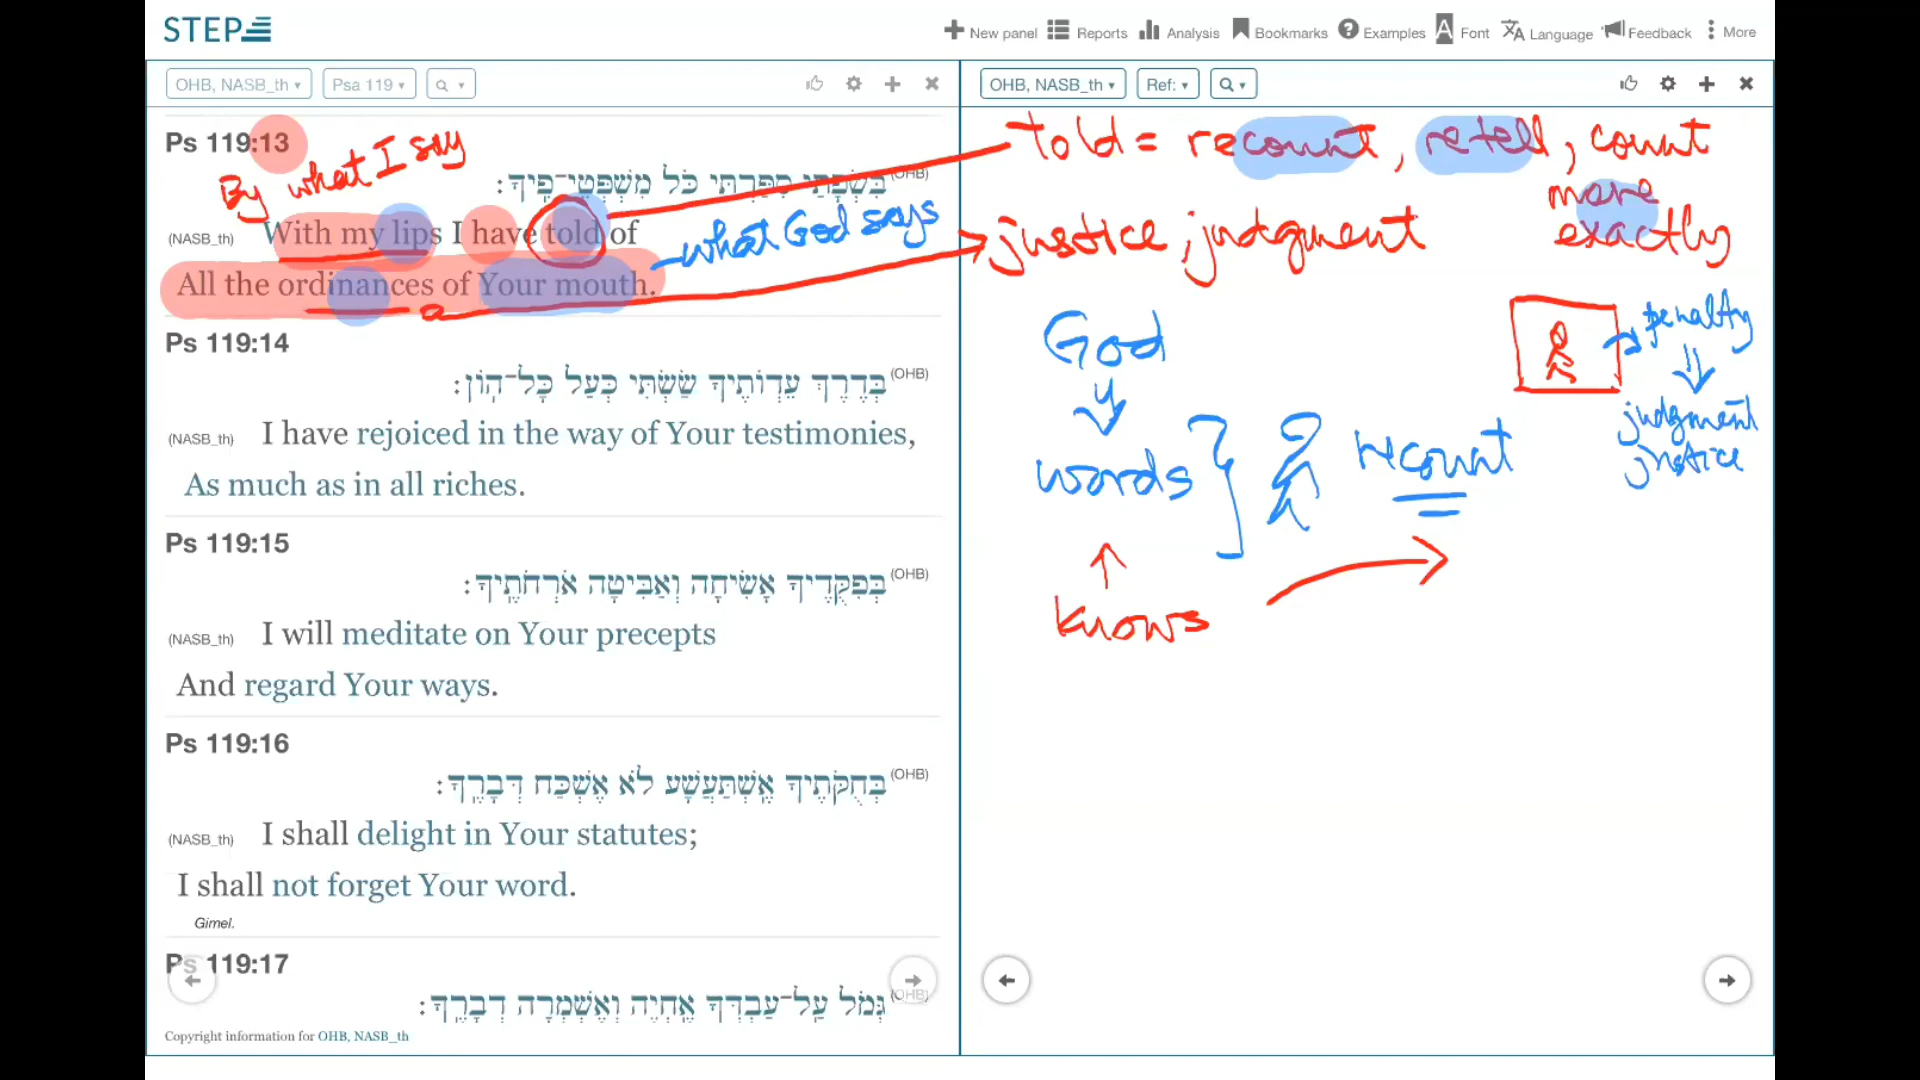 STEP
New panel Reports Analysis Bookmarks Examples Font Language Feedback More
OHB, NASB_th Psa 119
Ps 119:13
By what I say
בִּשְׂפָתַי סִפַּרְתִּי כֹּל מִשְׁפְּטֵי־פִֽיךָ׃ (OHB)
(NASB_th) With my lips I have told of
what God says
All the ordinances of Your mouth.
Ps 119:14
בְּדֶרֶךְ עֵדְוֺתֶיךָ שַׂשְׂתִּי כְּעַל כָּל־הֽוֹן׃ (OHB)
(NASB_th) I have rejoiced in the way of Your testimonies,
As much as in all riches.
Ps 119:15
בְּפִקֻּדֶיךָ אָשִׂיחָה וְאַבִּיטָה אֹרְחֹתֶֽיךָ׃ (OHB)
(NASB_th) I will meditate on Your precepts
And regard Your ways.
Ps 119:16
בְּחֻקֹּתֶיךָ אֶֽשְׁתַּעֲשָׁע לֹא אֶשְׁכַּח דְּבָרֶֽךָ׃ (OHB)
(NASB_th) I shall delight in Your statutes;
I shall not forget Your word.
Gimel.
Ps 119:17
גְּמֹל עַֽל־עַבְדְּךָ אֶֽחְיֶה וְאֶשְׁמְרָה דְבָרֶֽךָ׃ (OHB)
Copyright information for OHB, NASB_th
OHB, NASB_th Ref:
told = recount, retell, count
more
exactly
justice, judgment
God
words
recount
knows
penalty
judgment
justice